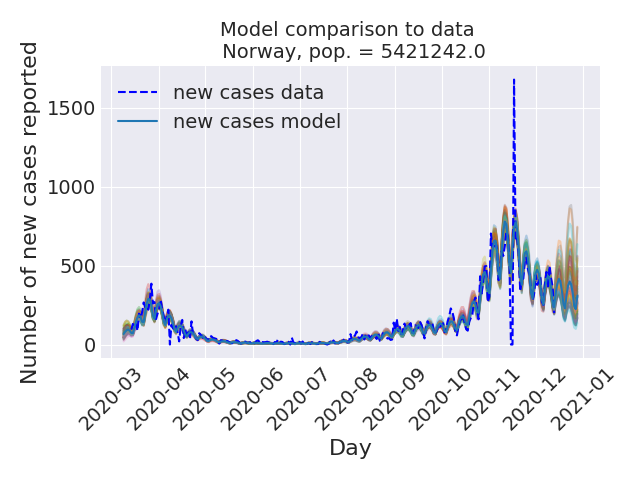 Model comparison to data
Norway, pop. = 5421242.0
Number of new cases reported
1500
1000
500
0
new cases data
new cases model
2020-03
2020-04
2020-05
2020-06
2020-07
2020-08
2020-09
2020-10
2020-11
2020-12
2021-01
Day